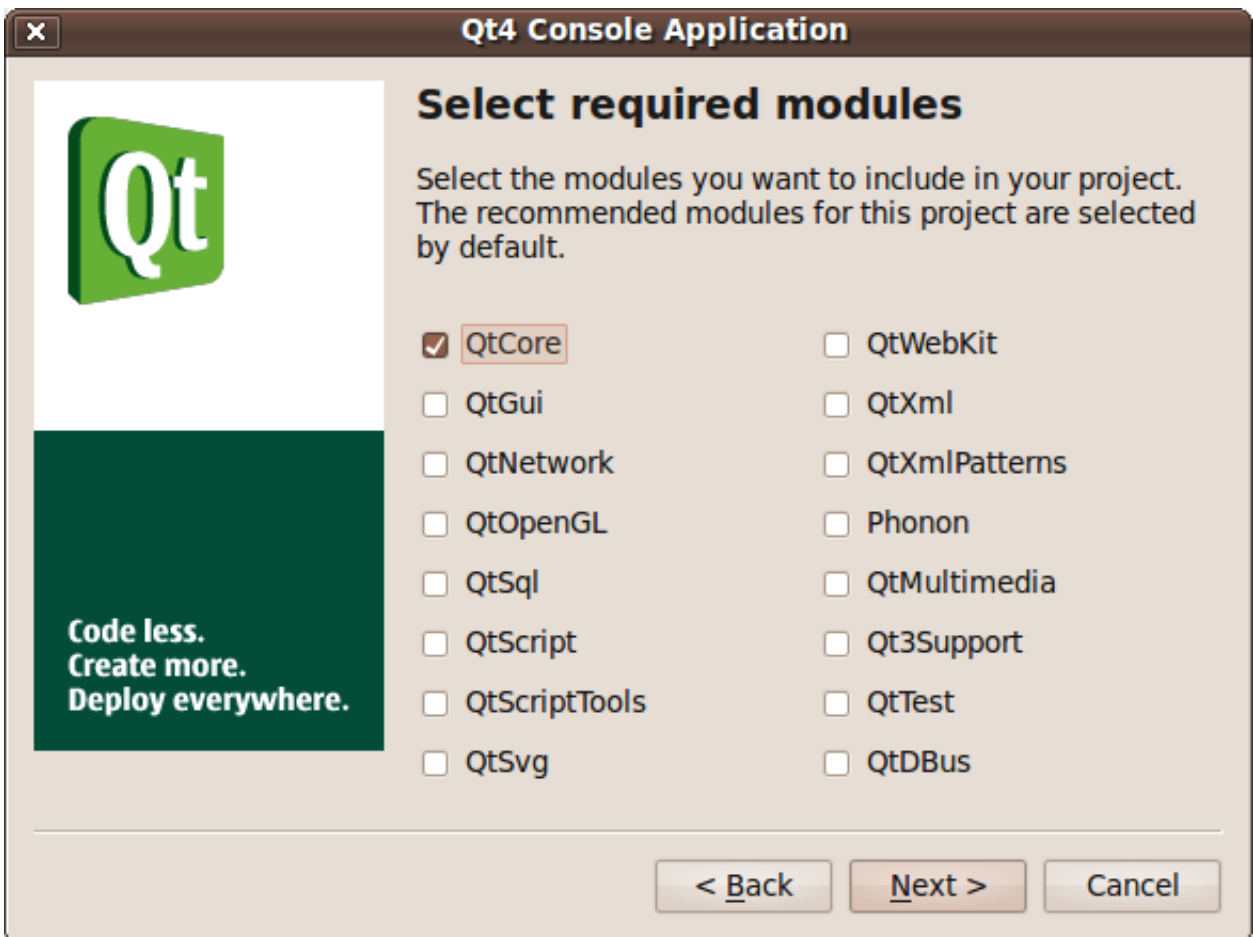 Qt4 Console Application
Qt
Code less.
Create more.
Deploy everywhere.
Select required modules
Select the modules you want to include in your project.
The recommended modules for this project are selected
by default.
QtCore
QtGui
QtNetwork
QtOpenGL
QtSql
QtScript
QtScriptTools
QtSvg
QtWebKit
QtXml
QtXmlPatterns
Phonon
QtMultimedia
Qt3Support
QtTest
QtDBus
< Back
Next >
Cancel